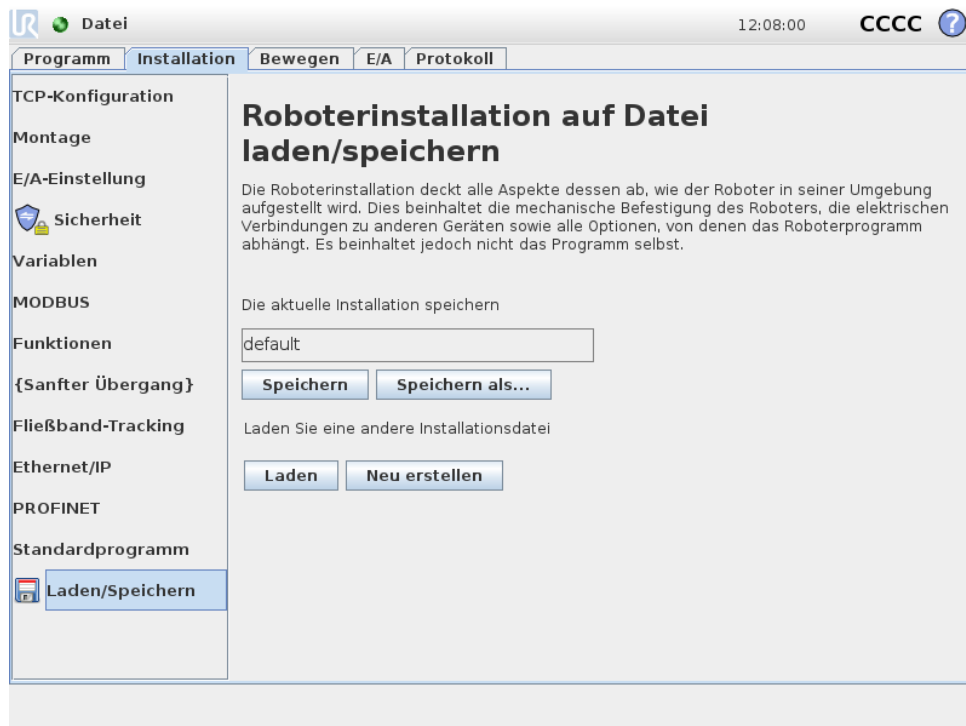 UR Datei 12:08:00 CCCC ?
Programm Installation Bewegen E/A Protokoll
TCP-Konfiguration
Montage
E/A-Einstellung
Sicherheit
Variablen
MODBUS
Funktionen
{Sanfter Übergang}
Fließband-Tracking
Ethernet/IP
PROFINET
Standardprogramm
Laden/Speichern
Roboterinstallation auf Datei
laden/speichern
Die Roboterinstallation deckt alle Aspekte dessen ab, wie der Roboter in seiner Umgebung
aufgestellt wird. Dies beinhaltet die mechanische Befestigung des Roboters, die elektrischen
Verbindungen zu anderen Geräten sowie alle Optionen, von denen das Roboterprogramm
abhängt. Es beinhaltet jedoch nicht das Programm selbst.
Die aktuelle Installation speichern
default
Speichern Speichern als...
Laden Sie eine andere Installationsdatei
Laden Neu erstellen